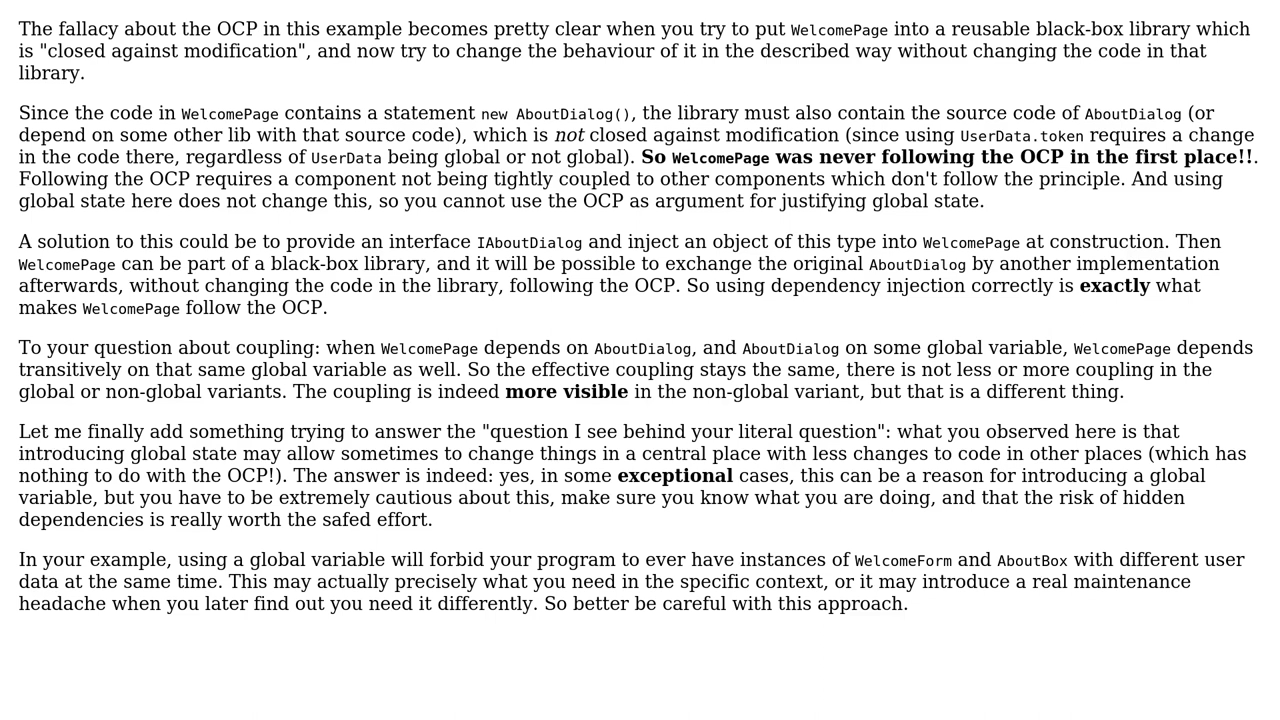 The fallacy about the OCP in this example becomes pretty clear when you try to put WelcomePage into a reusable black-box library which
is "closed against modification", and now try to change the behaviour of it in the described way without changing the code in that
library.
Since the code in WelcomePage contains a statement new AboutDialog(), the library must also contain the source code of AboutDialog (or
depend on some other lib with that source code), which is not closed against modification (since using UserData.token requires a change
in the code there, regardless of UserData being global or not global). So WelcomePage was never following the OCP in the first place!!.
Following the OCP requires a component not being tightly coupled to other components which don't follow the principle. And using
global state here does not change this, so you cannot use the OCP as argument for justifying global state.
A solution to this could be to provide an interface IAboutDialog and inject an object of this type into WelcomePage at construction. Then
WelcomePage can be part of a black-box library, and it will be possible to exchange the original AboutDialog by another implementation
afterwards, without changing the code in the library, following the OCP. So using dependency injection correctly is exactly what
makes WelcomePage follow the OCP.
To your question about coupling: when WelcomePage depends on AboutDialog, and AboutDialog on some global variable, WelcomePage depends
transitively on that same global variable as well. So the effective coupling stays the same, there is not less or more coupling in the
global or non-global variants. The coupling is indeed more visible in the non-global variant, but that is a different thing.
Let me finally add something trying to answer the "question I see behind your literal question": what you observed here is that
introducing global state may allow sometimes to change things in a central place with less changes to code in other places (which has
nothing to do with the OCP!). The answer is indeed: yes, in some exceptional cases, this can be a reason for introducing a global
variable, but you have to be extremely cautious about this, make sure you know what you are doing, and that the risk of hidden
dependencies is really worth the safed effort.
In your example, using a global variable will forbid your program to ever have instances of WelcomeForm and AboutBox with different user
data at the same time. This may actually precisely what you need in the specific context, or it may introduce a real maintenance
headache when you later find out you need it differently. So better be careful with this approach.